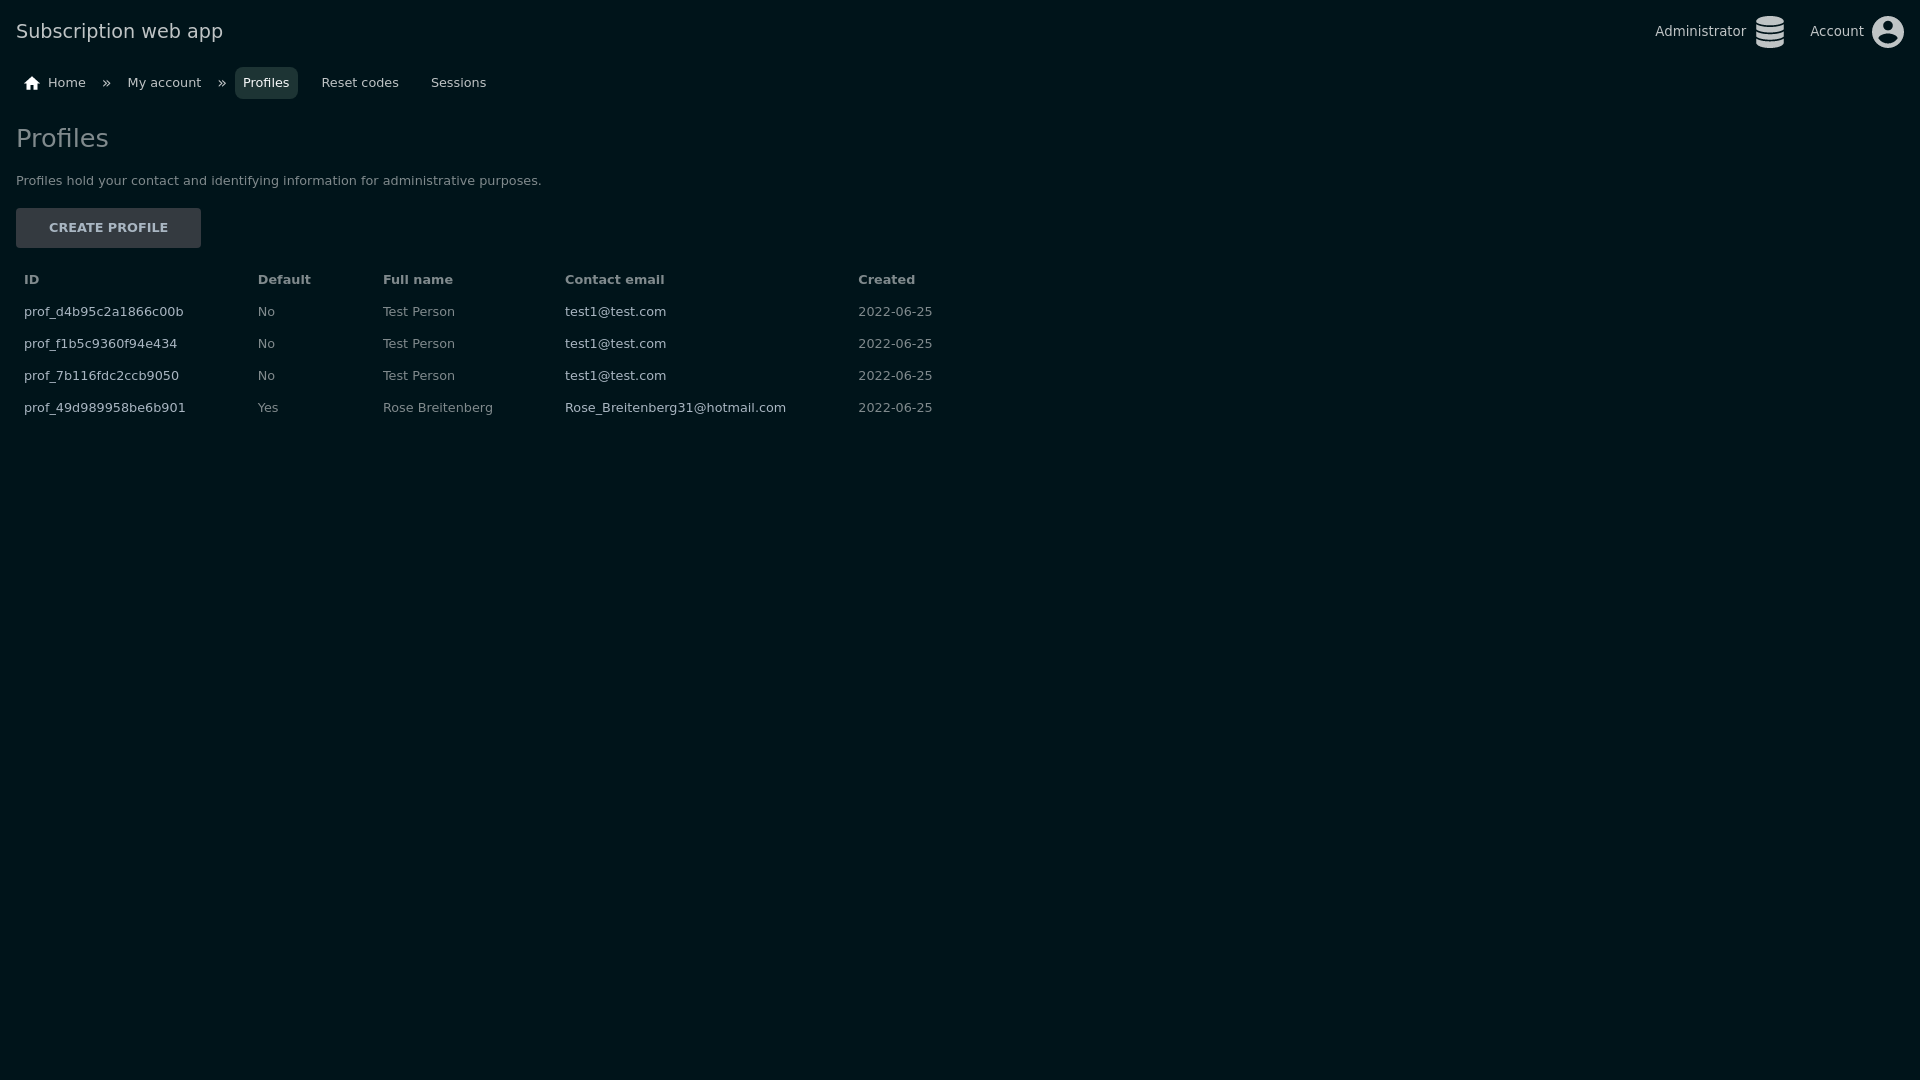 Subscription web app
Administrator
Account
Home » My account » Profiles Reset codes Sessions
Profiles
Profiles hold your contact and identifying information for administrative purposes.
CREATE PROFILE
ID Default Full name Contact email Created
prof_d4b95c2a1866c00b No Test Person test1@test.com 2022-06-25
prof_f1b5c9360f94e434 No Test Person test1@test.com 2022-06-25
prof_7b116fdc2ccb9050 No Test Person test1@test.com 2022-06-25
prof_49d989958be6b901 Yes Rose Breitenberg Rose_Breitenberg31@hotmail.com 2022-06-25